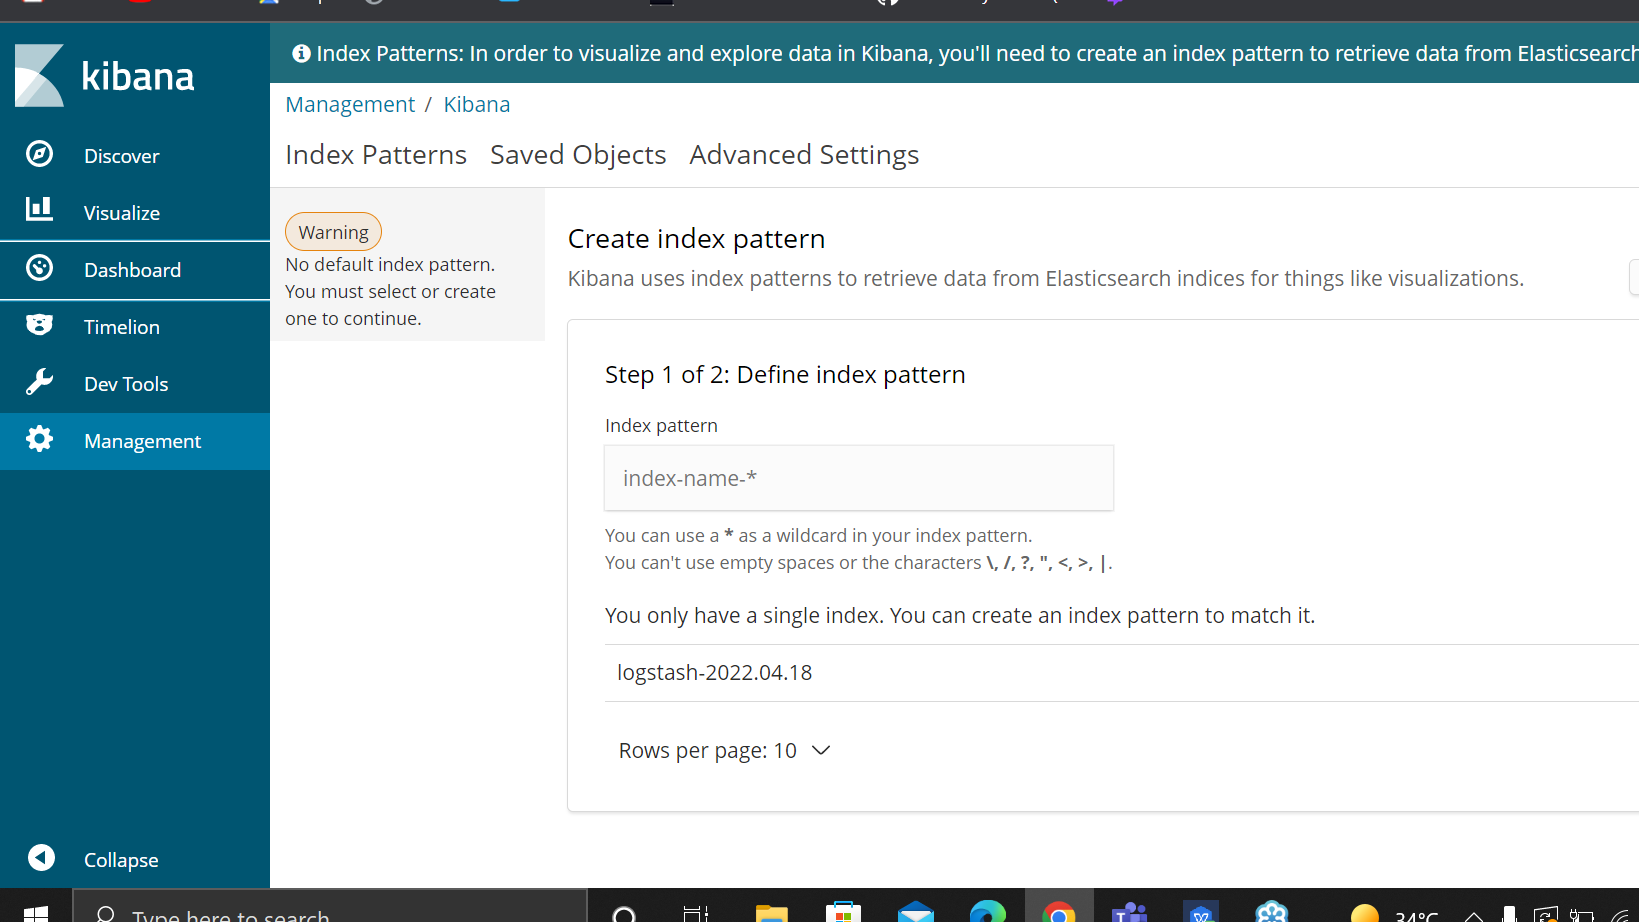 kibana
Index Patterns: In order to visualize and explore data in Kibana, you'll need to create an index pattern to retrieve data from Elasticsearch
Management / Kibana
Discover
Index Patterns Saved Objects Advanced Settings
Visualize
Warning
Create index pattern
No default index pattern.
You must select or create
one to continue.
Kibana uses index patterns to retrieve data from Elasticsearch indices for things like visualizations.
Dashboard
Timelion
Dev Tools
Management
Step 1 of 2: Define index pattern
Index pattern
index-name-*
You can use a * as a wildcard in your index pattern.
You can't use empty spaces or the characters \, /, ?, ", <, >, |.
You only have a single index. You can create an index pattern to match it.
logstash-2022.04.18
Rows per page: 10
Collapse
Type here to search
34°C